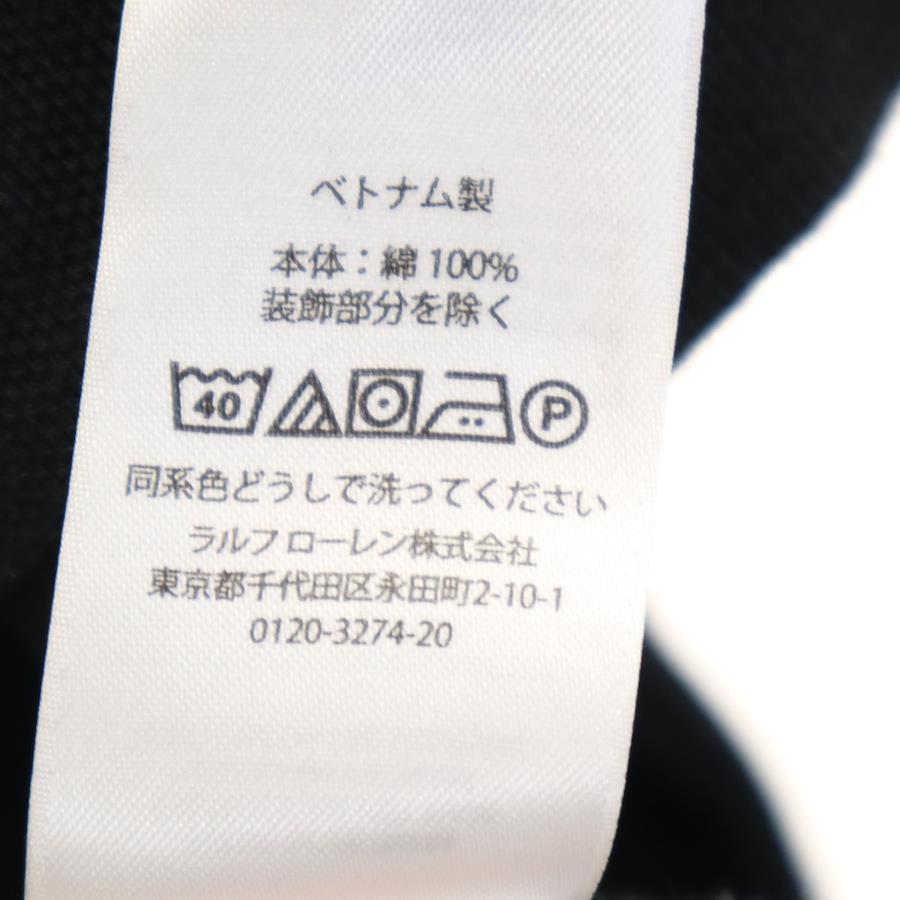 ベトナム製
本体：綿 100%
装飾部分を除く
40 P
同系色どうしで洗ってください
ラルフ ローレン株式会社
東京都千代田区永田町2-10-1
0120-3274-20